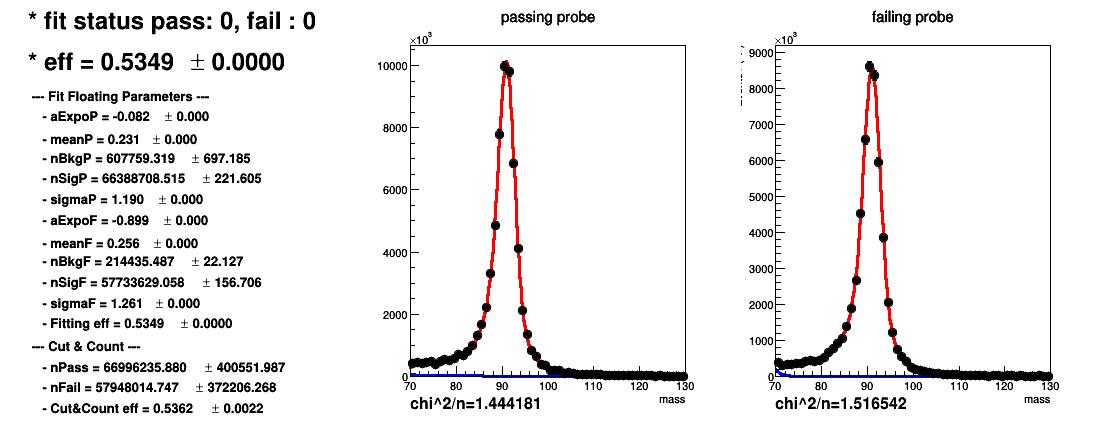 * fit status pass: 0, fail : 0
* eff = 0.5349 ± 0.0000
--- Fit Floating Parameters ---
- aExpoP = -0.082 ± 0.000
- meanP = 0.231 ± 0.000
- nBkgP = 607759.319 ± 697.185
- nSigP = 66388708.515 ± 221.605
- sigmaP = 1.190 ± 0.000
- aExpoF = -0.899 ± 0.000
- meanF = 0.256 ± 0.000
- nBkgF = 214435.487 ± 22.127
- nSigF = 57733629.058 ± 156.706
- sigmaF = 1.261 ± 0.000
- Fitting eff = 0.5349 ± 0.0000
--- Cut & Count ---
- nPass = 66996235.880 ± 400551.987
- nFail = 57948014.747 ± 372206.268
- Cut&Count eff = 0.5362 ± 0.0022
passing probe
×10³
10000
8000
6000
4000
2000
0
70 80 90 100 110 120 130
mass
chi^2/n=1.444181
failing probe
×10³
9000
8000
7000
6000
5000
4000
3000
2000
1000
0
70 80 90 100 110 120 130
mass
chi^2/n=1.516542